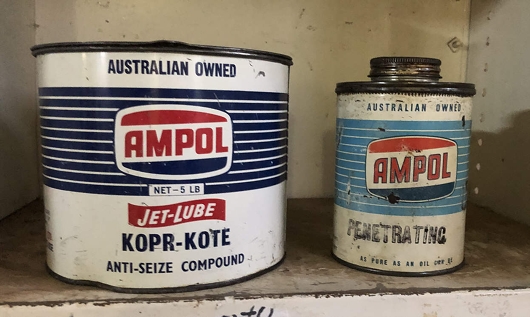 AUSTRALIAN OWNED
AMPOL
NET-5 LB
JET-LUBE
KOPR-KOTE
ANTI-SEIZE COMPOUND
AUSTRALIAN OWNED
AMPOL
PENETRATING
AS PURE AS AN OIL CAN BE